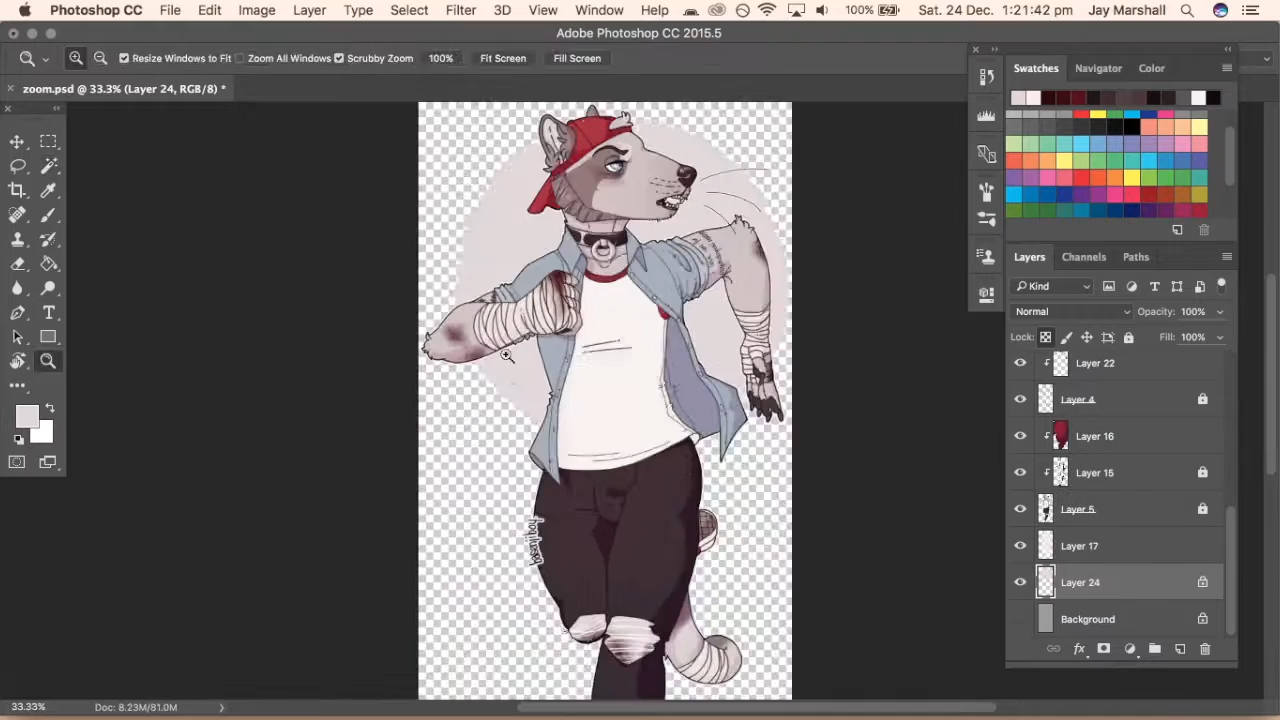 Photoshop CC File Edit Image Layer Type Select Filter 3D View Window Help 100% Sat. 24 Dec. 1:21:42 pm Jay Marshall
Adobe Photoshop CC 2015.5
Resize Windows to Fit Zoom All Windows Scrubby Zoom 100% Fit Screen Fill Screen
zoom.psd @ 33.3% (Layer 24, RGB/8) *
Swatches Navigator Color
Layers Channels Paths
Kind
Normal Opacity: 100%
Lock: Fill: 100%
Layer 22
Layer 4
Layer 16
Layer 15
Layer 5
Layer 17
Layer 24
Background
33.33% Doc: 8.23M/81.0M